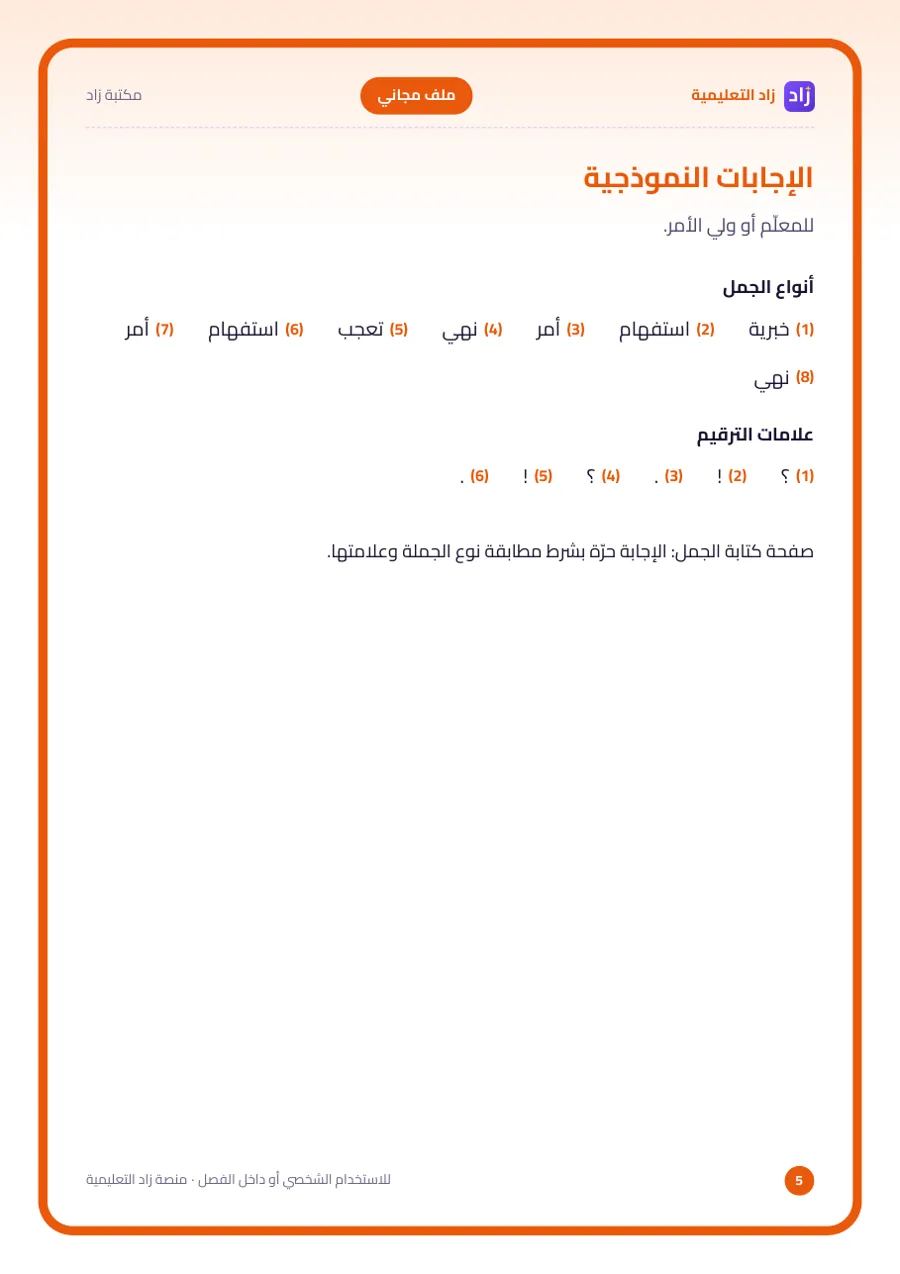 زاد زاد التعليمية
ملف مجاني
مكتبة زاد
الإجابات النموذجية
للمعلّم أو ولي الأمر.
أنواع الجمل
(1) خبرية (2) استفهام (3) أمر (4) نهي (5) تعجب (6) استفهام (7) أمر
(8) نهي
علامات الترقيم
(1) ؟ (2) ! (3) . (4) ؟ (5) ! (6) .
صفحة كتابة الجمل: الإجابة حرّة بشرط مطابقة نوع الجملة وعلامتها.
5
للاستخدام الشخصي أو داخل الفصل · منصة زاد التعليمية